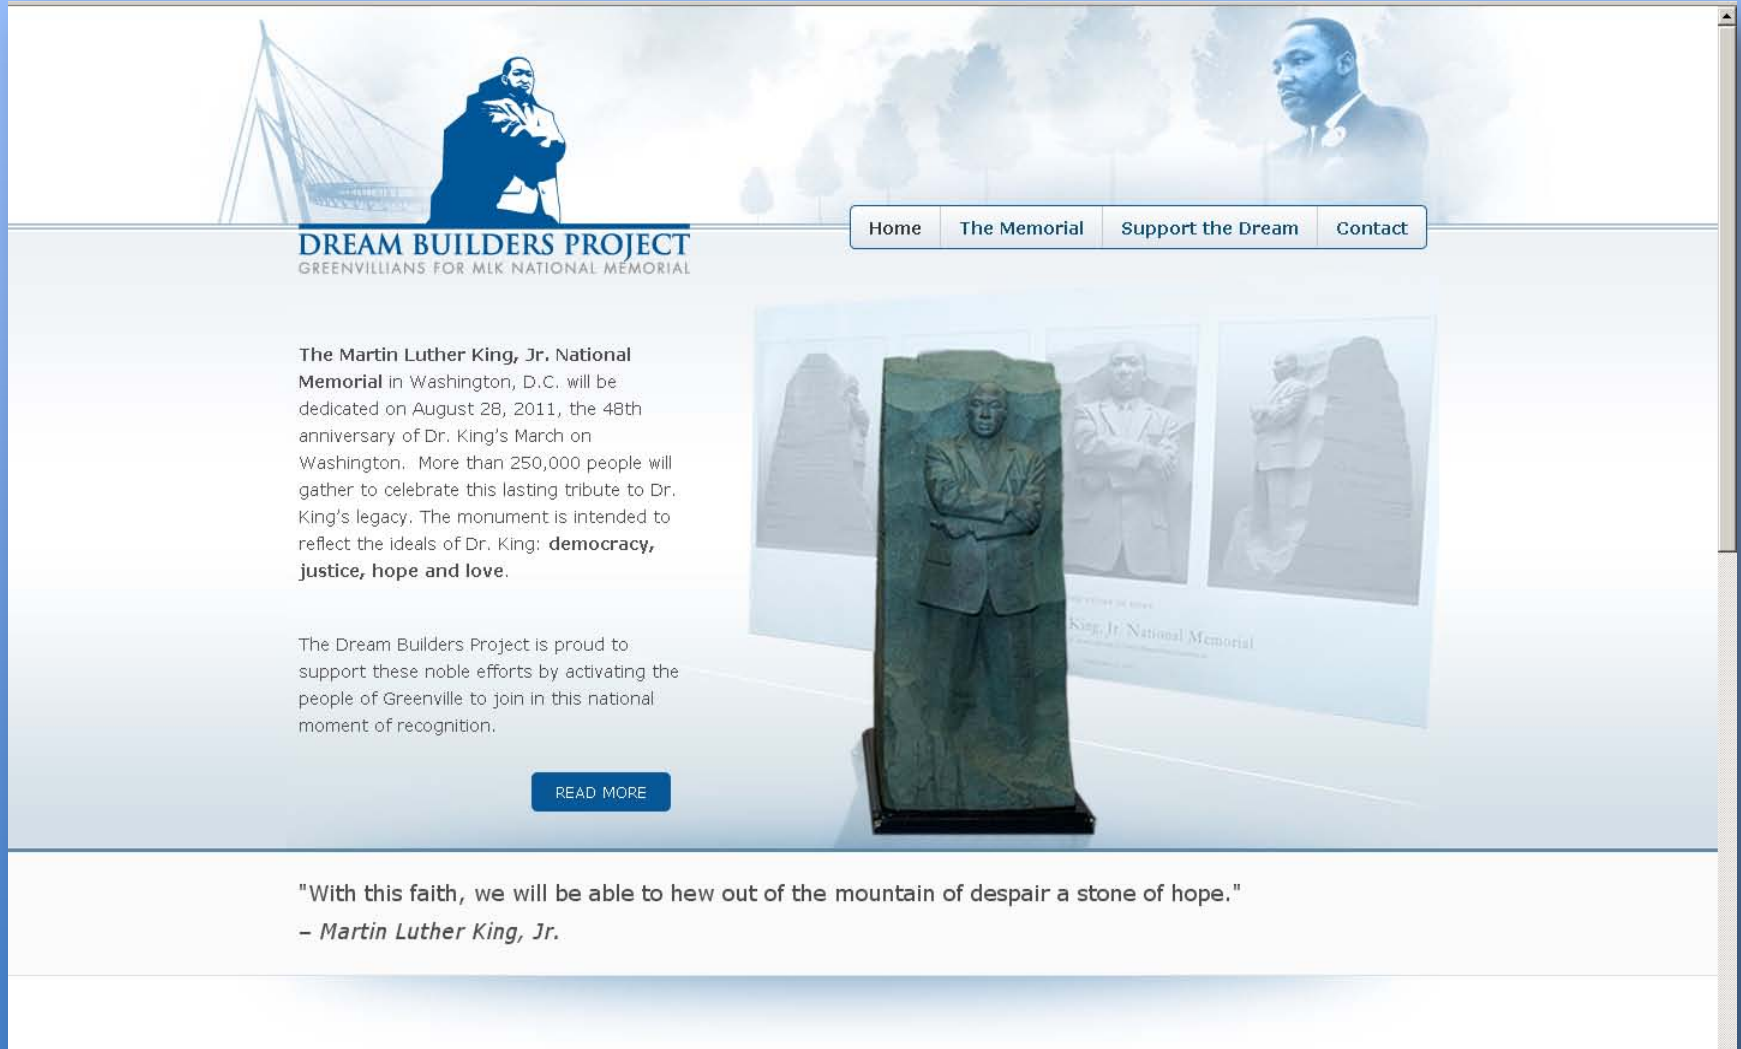 DREAM BUILDERS PROJECT
GREENVILLIANS FOR MLK NATIONAL MEMORIAL
Home
The Memorial
Support the Dream
Contact
The Martin Luther King, Jr. National
Memorial in Washington, D.C. will be
dedicated on August 28, 2011, the 48th
anniversary of Dr. King's March on
Washington.  More than 250,000 people will
gather to celebrate this lasting tribute to Dr.
King's legacy. The monument is intended to
reflect the ideals of Dr. King: democracy,
justice, hope and love.
The Dream Builders Project is proud to
support these noble efforts by activating the
people of Greenville to join in this national
moment of recognition.
READ MORE
King, Jr. National Memorial
"With this faith, we will be able to hew out of the mountain of despair a stone of hope."
– Martin Luther King, Jr.